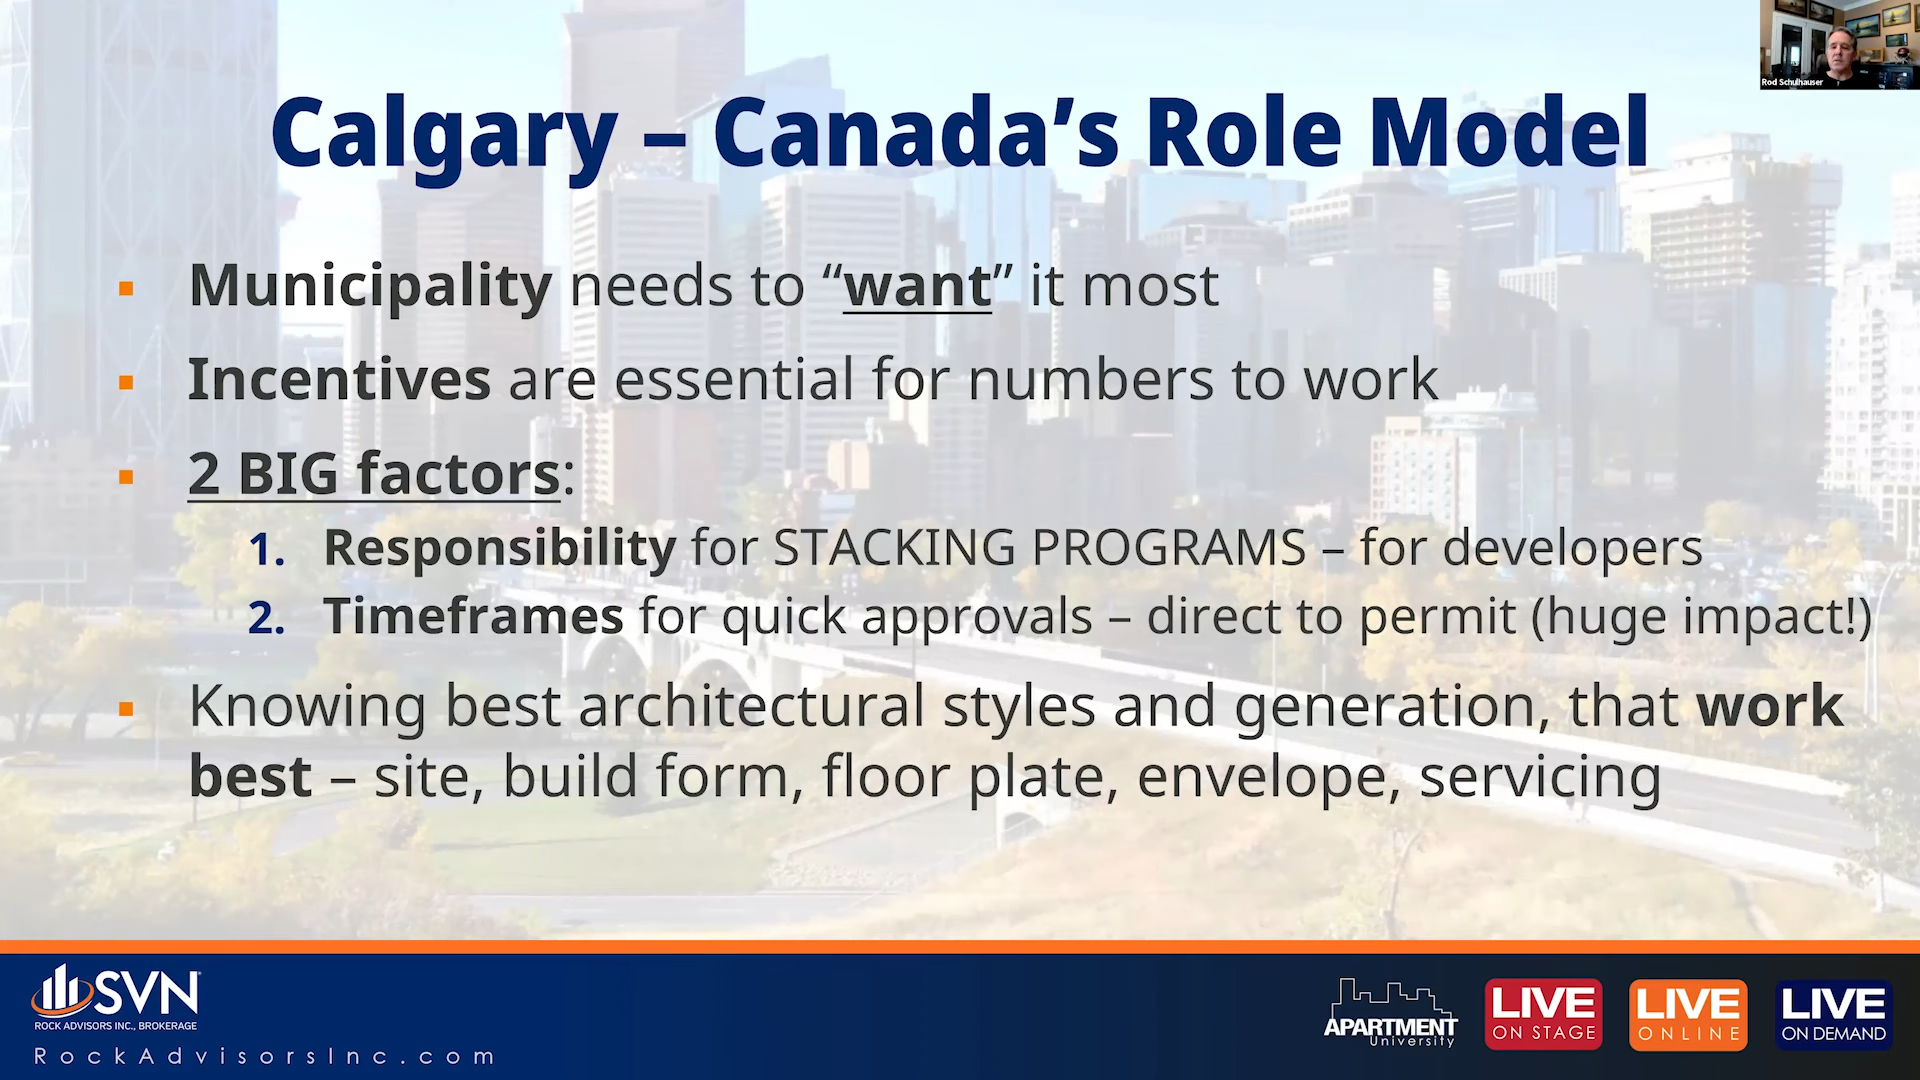 Rod Schulhauser
Calgary – Canada’s Role Model
▪ Municipality needs to “want” it most
▪ Incentives are essential for numbers to work
▪ 2 BIG factors:
1. Responsibility for STACKING PROGRAMS – for developers
2. Timeframes for quick approvals – direct to permit (huge impact!)
▪ Knowing best architectural styles and generation, that work
best – site, build form, floor plate, envelope, servicing
SVN
ROCK ADVISORS INC., BROKERAGE
RockAdvisorsInc.com
APARTMENT
University
LIVE
ON STAGE
LIVE
ONLINE
LIVE
ON DEMAND